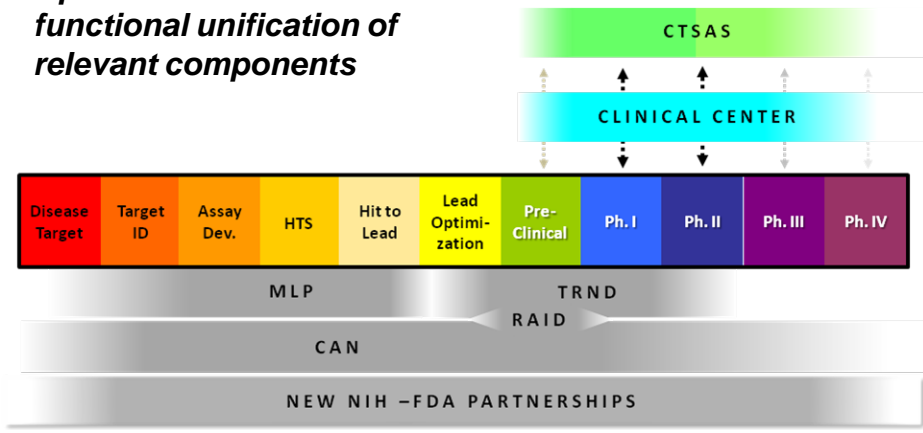 functional unification of
relevant components
CTSAS
CLINICAL CENTER
Disease
Target
Target
ID
Assay
Dev.
HTS
Hit to
Lead
Lead
Optimi-
zation
Pre-
Clinical
Ph. I
Ph. II
Ph. III
Ph. IV
MLP
TRND
RAID
CAN
NEW NIH –FDA PARTNERSHIPS